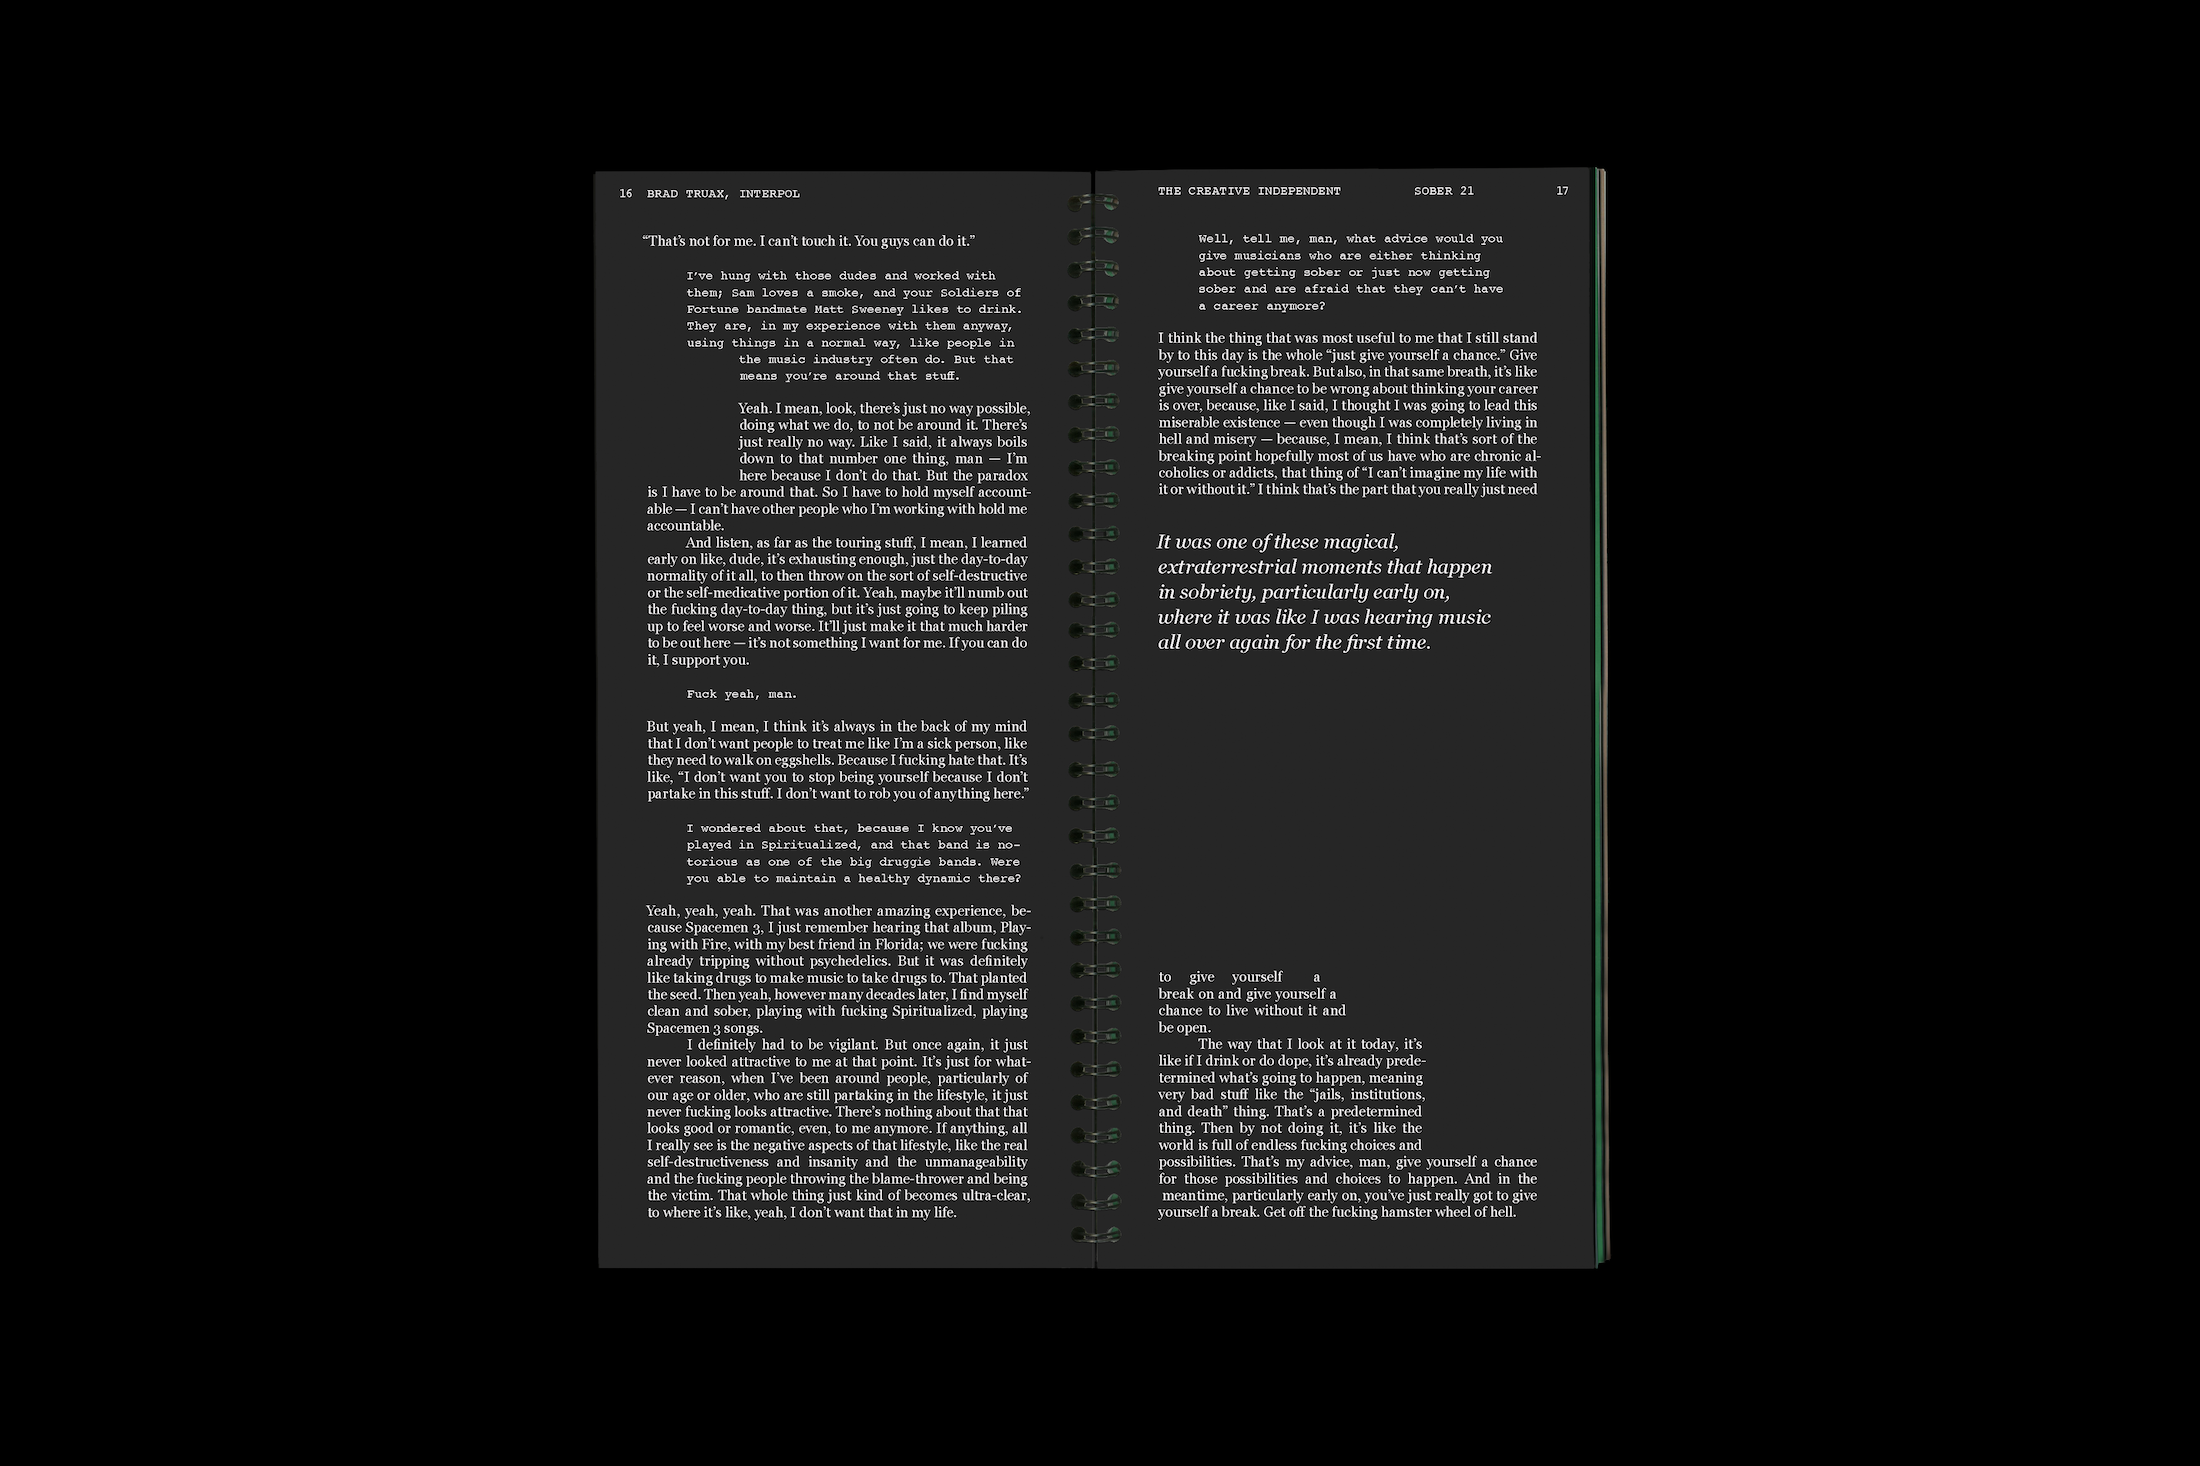 16 BRAD TRUAX, INTERPOL
“That’s not for me. I can’t touch it. You guys can do it.”
I’ve hung with those dudes and worked with
them; Sam loves a smoke, and your Soldiers of
Fortune bandmate Matt Sweeney likes to drink.
They are, in my experience with them anyway,
using things in a normal way, like people in
the music industry often do. But that
means you’re around that stuff.
Yeah. I mean, look, there’s just no way possible,
doing what we do, to not be around it. There’s
just really no way. Like I said, it always boils
down to that number one thing, man — I’m
here because I don’t do that. But the paradox
is I have to be around that. So I have to hold myself account-
able — I can’t have other people who I’m working with hold me
accountable.
And listen, as far as the touring stuff, I mean, I learned
early on like, dude, it’s exhausting enough, just the day-to-day
normality of it all, to then throw on the sort of self-destructive
or the self-medicative portion of it. Yeah, maybe it’ll numb out
the fucking day-to-day thing, but it’s just going to keep piling
up to feel worse and worse. It’ll just make it that much harder
to be out here — it’s not something I want for me. If you can do
it, I support you.
Fuck yeah, man.
But yeah, I mean, I think it’s always in the back of my mind
that I don’t want people to treat me like I’m a sick person, like
they need to walk on eggshells. Because I fucking hate that. It’s
like, “I don’t want you to stop being yourself because I don’t
partake in this stuff. I don’t want to rob you of anything here.”
I wondered about that, because I know you’ve
played in Spiritualized, and that band is no-
torious as one of the big druggie bands. Were
you able to maintain a healthy dynamic there?
Yeah, yeah, yeah. That was another amazing experience, be-
cause Spacemen 3, I just remember hearing that album, Play-
ing with Fire, with my best friend in Florida; we were fucking
already tripping without psychedelics. But it was definitely
like taking drugs to make music to take drugs to. That planted
the seed. Then yeah, however many decades later, I find myself
clean and sober, playing with fucking Spiritualized, playing
Spacemen 3 songs.
I definitely had to be vigilant. But once again, it just
never looked attractive to me at that point. It’s just for what-
ever reason, when I’ve been around people, particularly of
our age or older, who are still partaking in the lifestyle, it just
never fucking looks attractive. There’s nothing about that that
looks good or romantic, even, to me anymore. If anything, all
I really see is the negative aspects of that lifestyle, like the real
self-destructiveness and insanity and the unmanageability
and the fucking people throwing the blame-thrower and being
the victim. That whole thing just kind of becomes ultra-clear,
to where it’s like, yeah, I don’t want that in my life.
THE CREATIVE INDEPENDENT SOBER 21 17
Well, tell me, man, what advice would you
give musicians who are either thinking
about getting sober or just now getting
sober and are afraid that they can’t have
a career anymore?
I think the thing that was most useful to me that I still stand
by to this day is the whole “just give yourself a chance.” Give
yourself a fucking break. But also, in that same breath, it’s like
give yourself a chance to be wrong about thinking your career
is over, because, like I said, I thought I was going to lead this
miserable existence — even though I was completely living in
hell and misery — because, I mean, I think that’s sort of the
breaking point hopefully most of us have who are chronic al-
coholics or addicts, that thing of “I can’t imagine my life with
it or without it.” I think that’s the part that you really just need
It was one of these magical,
extraterrestrial moments that happen
in sobriety, particularly early on,
where it was like I was hearing music
all over again for the first time.
to give yourself a
break on and give yourself a
chance to live without it and
be open.
The way that I look at it today, it’s
like if I drink or do dope, it’s already prede-
termined what’s going to happen, meaning
very bad stuff like the “jails, institutions,
and death” thing. That’s a predetermined
thing. Then by not doing it, it’s like the
world is full of endless fucking choices and
possibilities. That’s my advice, man, give yourself a chance
for those possibilities and choices to happen. And in the
meantime, particularly early on, you’ve just really got to give
yourself a break. Get off the fucking hamster wheel of hell.